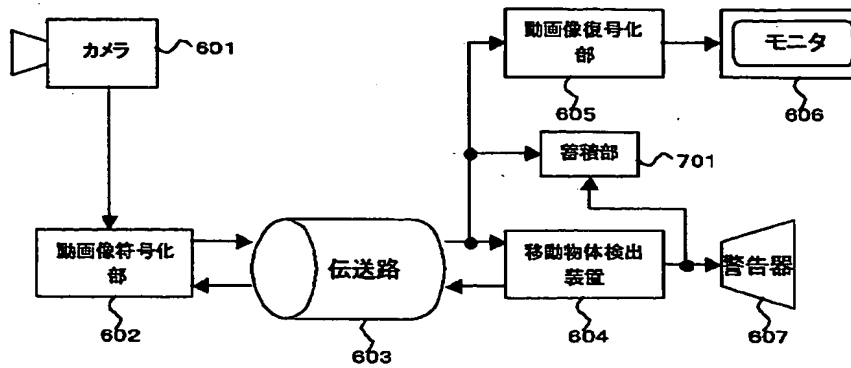 カメラ
601
動画像復号化
部
605
モニタ
606
蓄積部
701
動画像符号化
部
602
伝送路
603
移動物体検出
装置
604
警告器
607